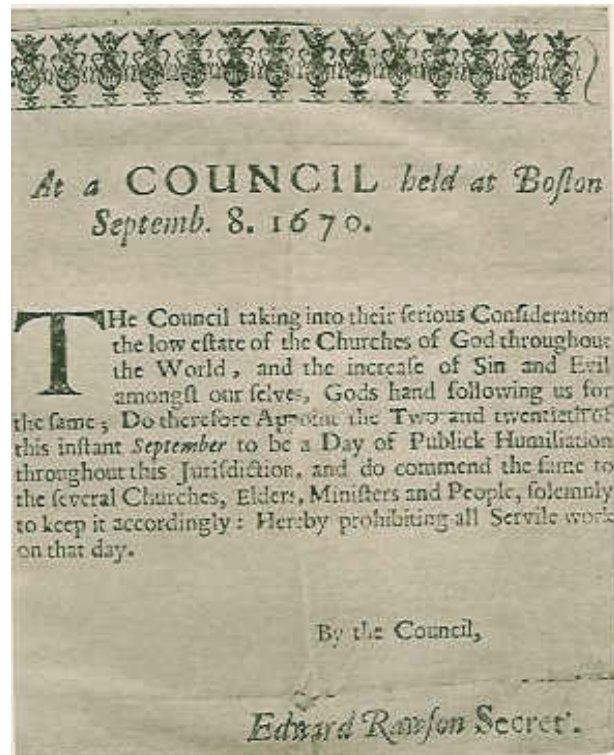 At a COUNCIL held at Boſton
Septemb. 8. 1670.
THe Council taking into their ſerious Conſideration
the low eſtate of the Churches of God throughout
the World, and the increaſe of Sin and Evil
amongſt our ſelves, Gods hand following us for
the ſame; Do therefore Appoint the Two and twentieth of
this inſtant September to be a Day of Publick Humiliation
throughout this Jurisdiction, and do commend the ſame to
the ſeveral Churches, Elders, Miniſters and People, ſolemnly
to keep it accordingly: Hereby prohibiting all Servile work
on that day.
By the Council,
Edward Rawſon Secret'.